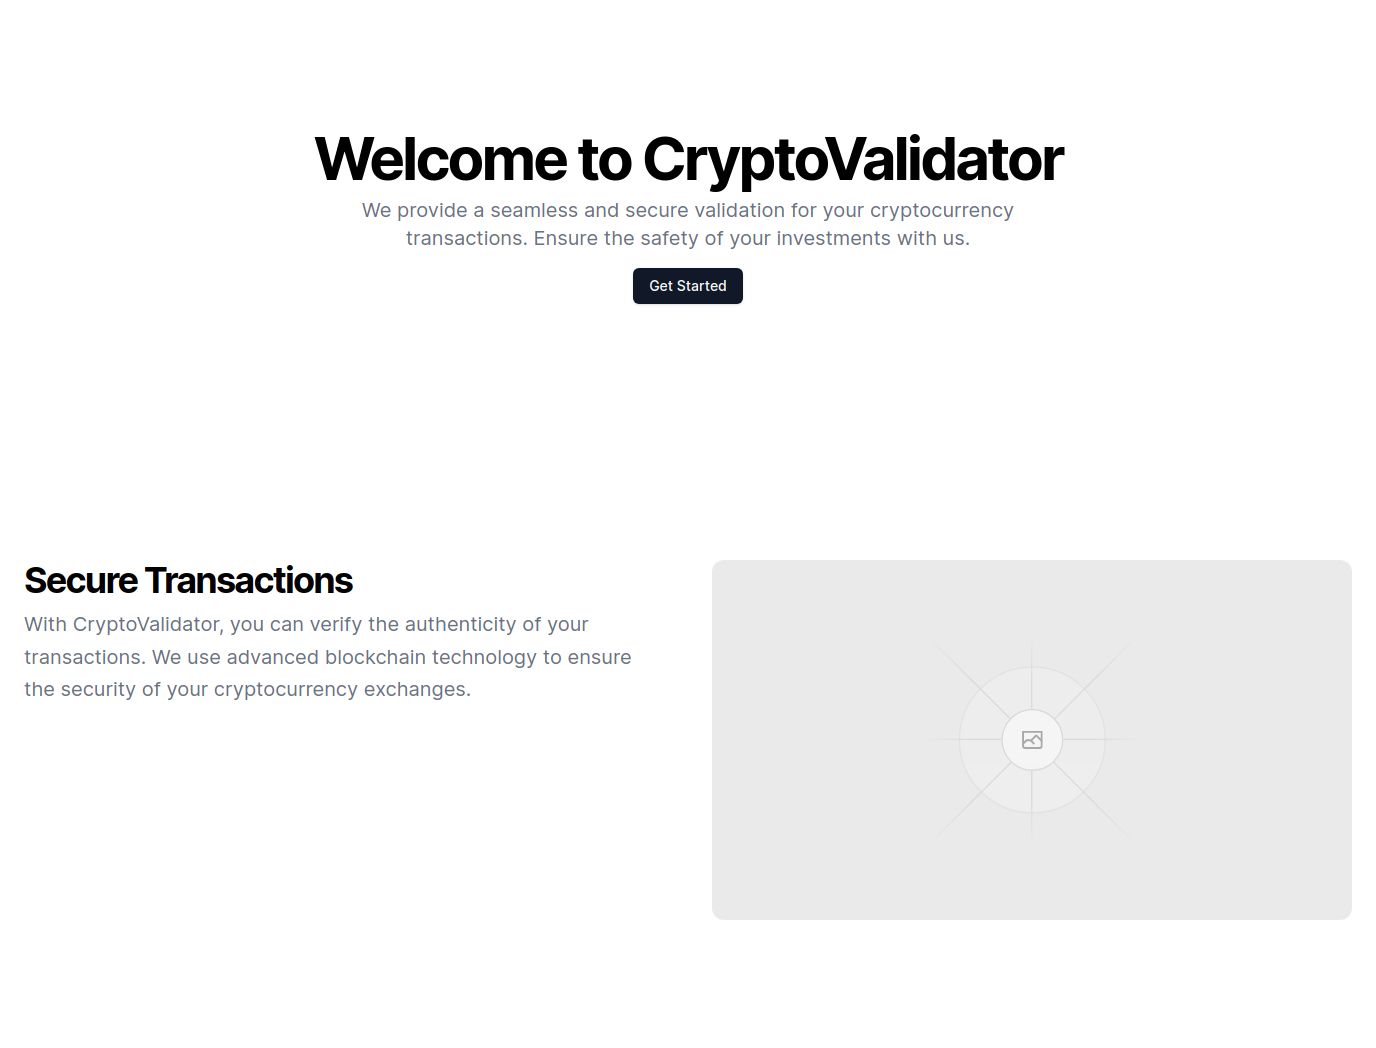 Welcome to CryptoValidator
We provide a seamless and secure validation for your cryptocurrency
transactions. Ensure the safety of your investments with us.
Get Started
Secure Transactions
With CryptoValidator, you can verify the authenticity of your
transactions. We use advanced blockchain technology to ensure
the security of your cryptocurrency exchanges.